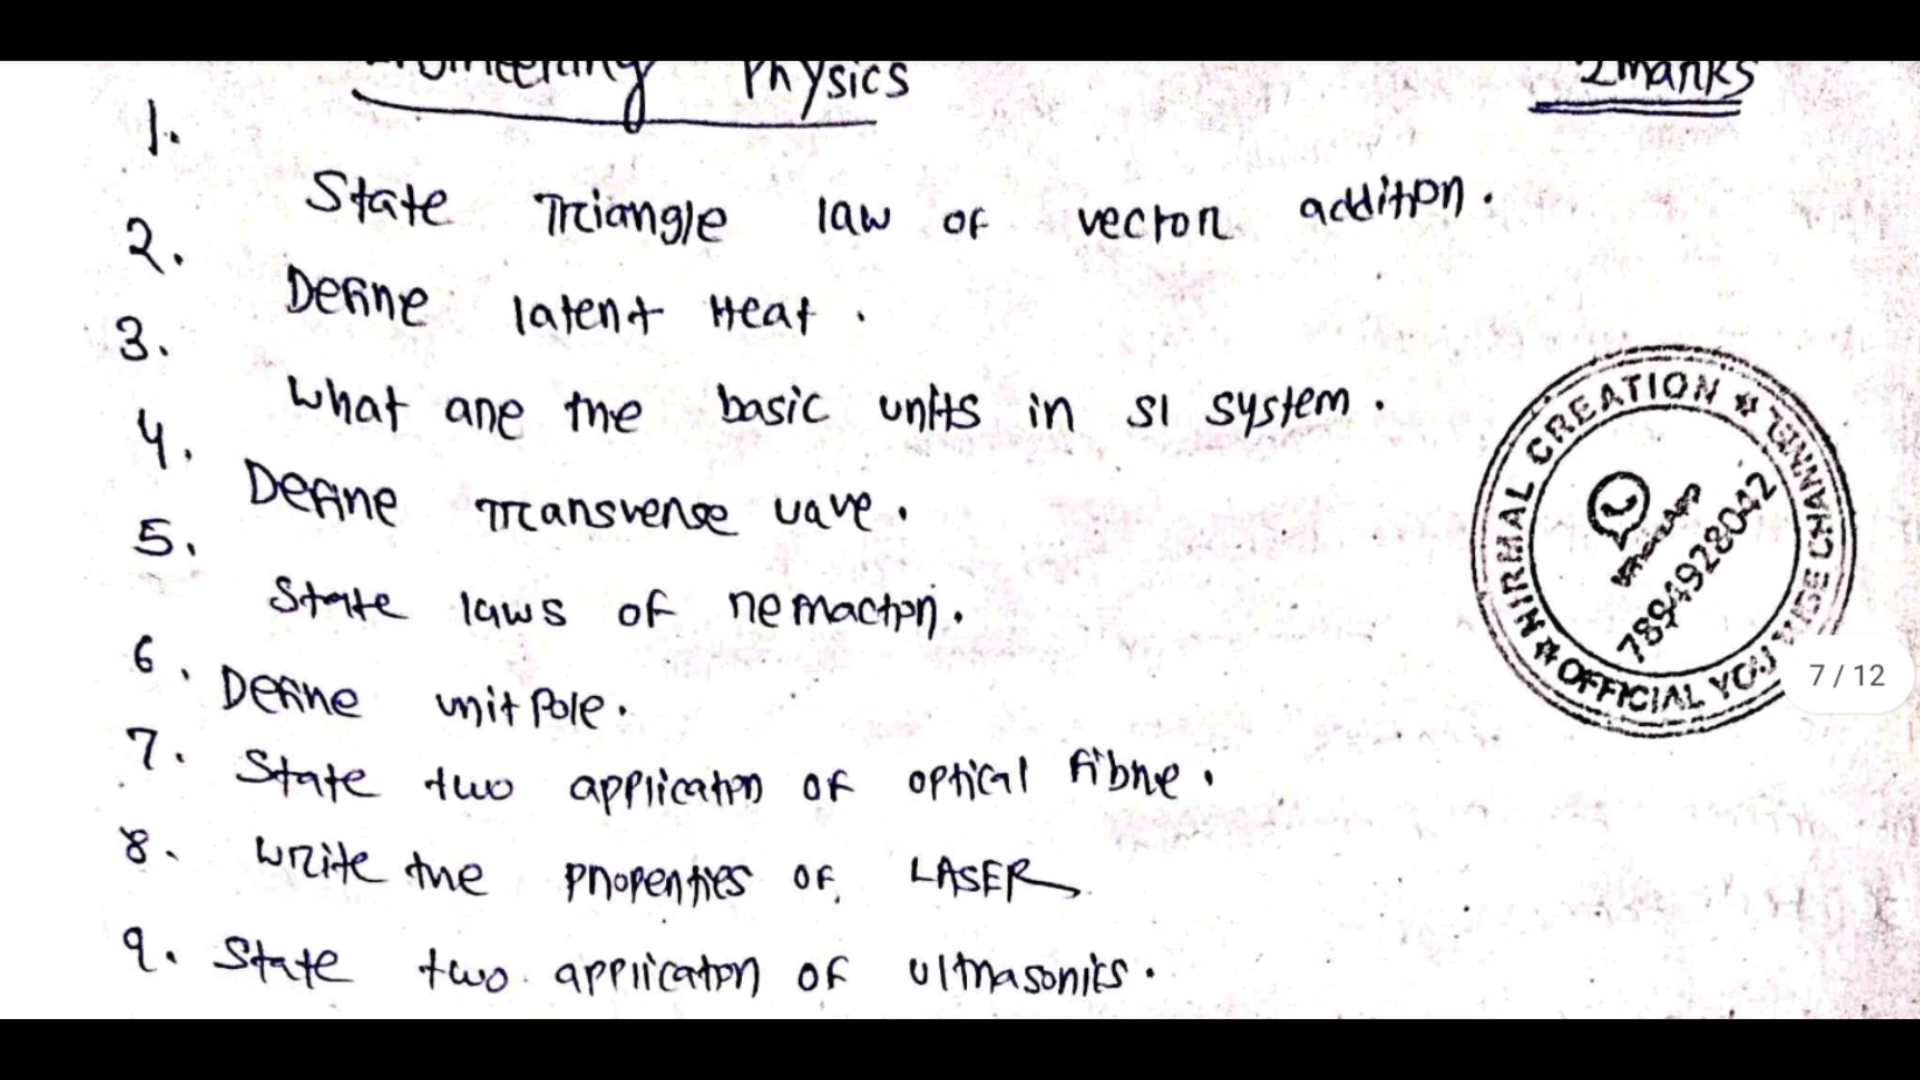 Engineering Physics 2marks
1. State Triangle law of vector addition.
2. Define latent Heat.
3. What are the basic units in SI system.
4. Define Transverse wave.
5. State laws of refraction.
6. Define unit Pole.
7. State two application of optical fibre.
8. Write the properties of LASER
9. State two application of ultrasonics.
NIRMAL CREATION
OFFICIAL YOUTUBE CHANNEL
WhatsApp
7894928042
7 / 12